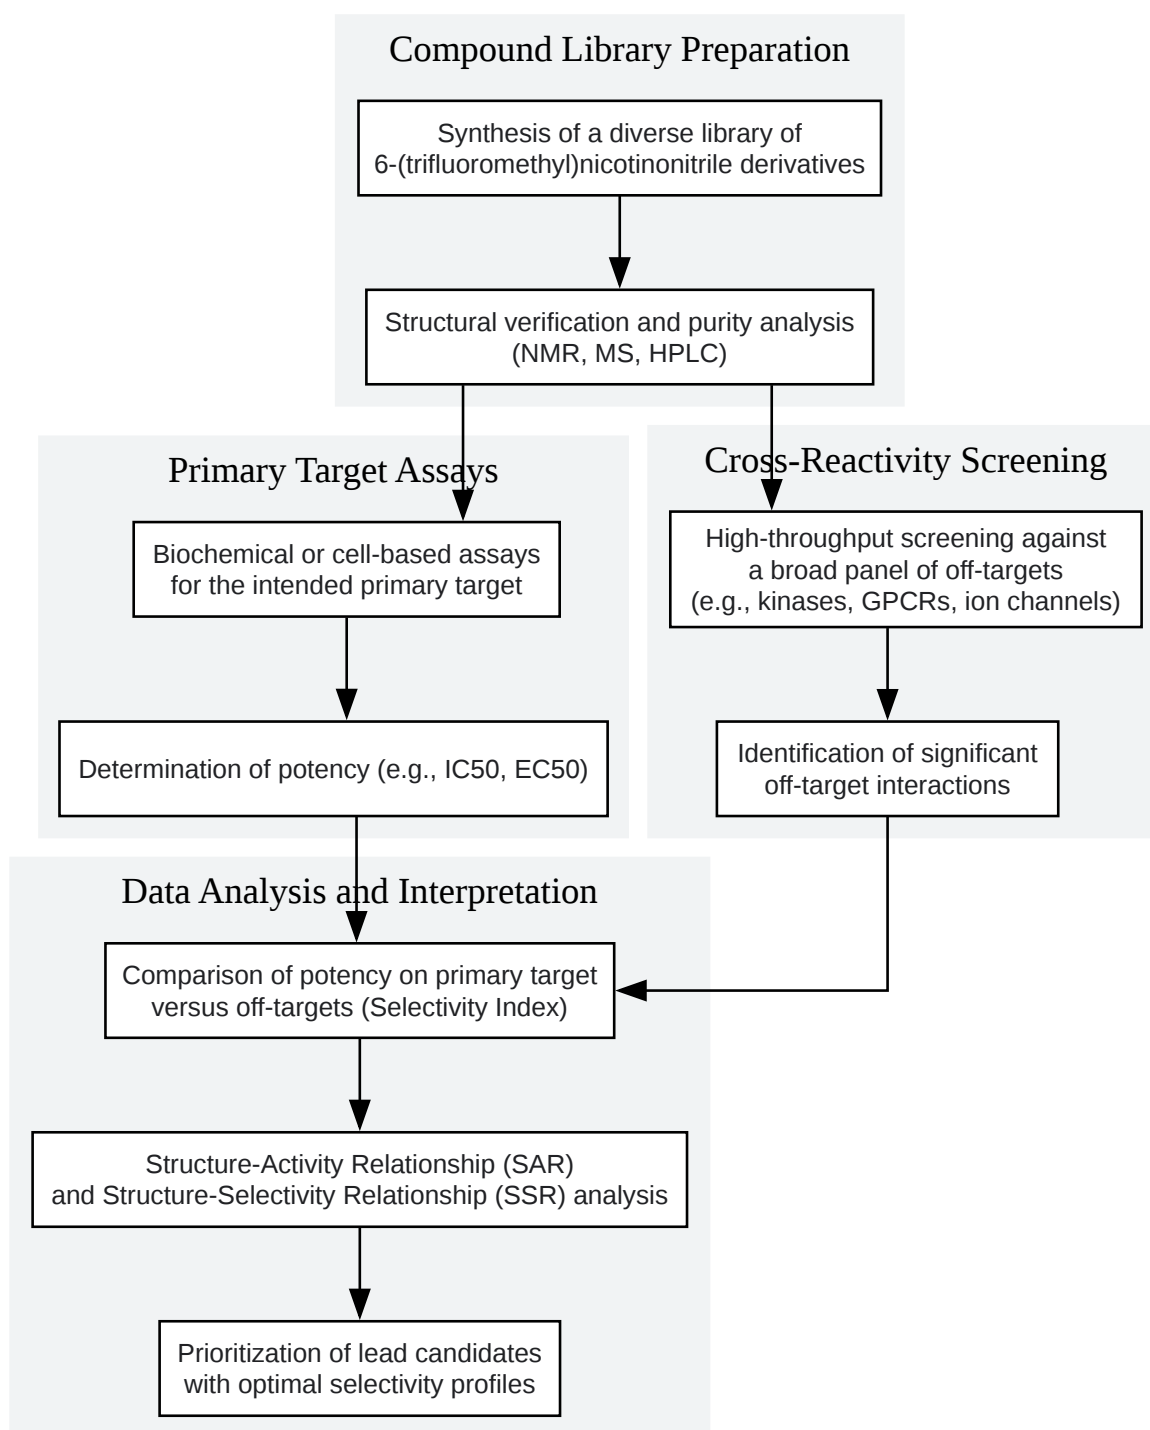 Compound Library Preparation
Synthesis of a diverse library of
6-(trifluoromethyl)nicotinonitrile derivatives
Structural verification and purity analysis
(NMR, MS, HPLC)
Primary Target Assays
Biochemical or cell-based assays
for the intended primary target
Determination of potency (e.g., IC50, EC50)
Cross-Reactivity Screening
High-throughput screening against
a broad panel of off-targets
(e.g., kinases, GPCRs, ion channels)
Identification of significant
off-target interactions
Data Analysis and Interpretation
Comparison of potency on primary target
versus off-targets (Selectivity Index)
Structure-Activity Relationship (SAR)
and Structure-Selectivity Relationship (SSR) analysis
Prioritization of lead candidates
with optimal selectivity profiles